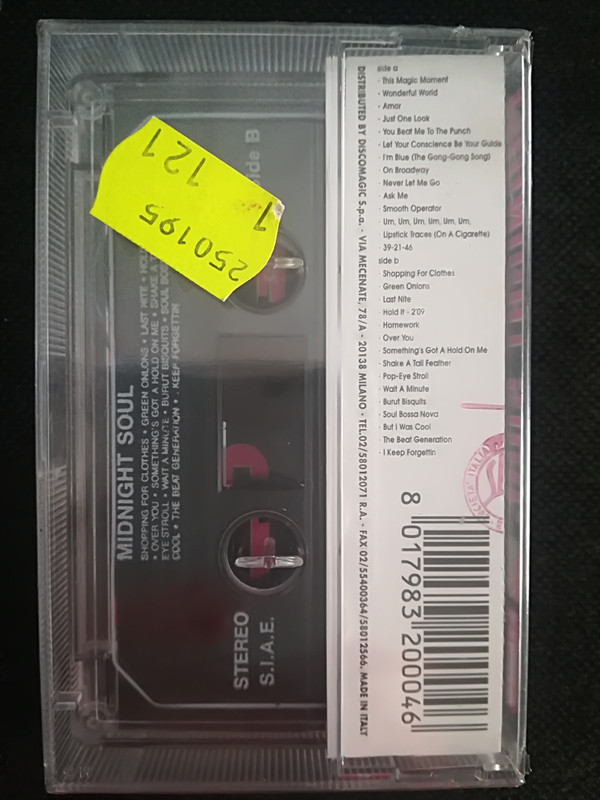 side a
· This Magic Moment
· Wonderful World
· Amor
· Just One Look
· You Beat Me To The Punch
· Let Your Conscience Be Your Guide
· I'm Blue (The Gong-Gong Song)
· On Broadway
· Never Let Me Go
· Ask Me
· Smooth Operator
· Um, Um, Um, Um, Um, Um,
· Lipstick Traces (On A Cigarette)
· 39-21-46
side b
· Shopping For Clothes
· Green Onions
· Last Nite
· Hold It - 2'09
· Homework
· Over You
· Something's Got A Hold On Me
· Shake A Tail Feather
· Pop-Eye Stroll
· Wait A Minute
· Burut Bisquits
· Soul Bossa Nova
· But I Was Cool
· The Beat Generation
· I Keep Forgettin
DISTRIBUTED BY DISCOMAGIC S.p.a. - VIA MECENATE, 78/A - 20138 MILANO - TEL.02/58012071 R.A. - FAX 02/55400364/58012566. MADE IN ITALY
8 017983 200046
121
121
250195
1
Side B
MIDNIGHT SOUL
SHOPPING FOR CLOTHES • GREEN ONLONS • LAST NITE •
• OVER YOU • SOMETHING'S GOT A HOLD ON ME • SHAKE A
EYE STROLL • WAIT A MINUTE • BURUT BISQUITS • SOUL
COOL • THE BEAT GENERATION • . KEEP FORGETTIN
STEREO
S.I.A.E.